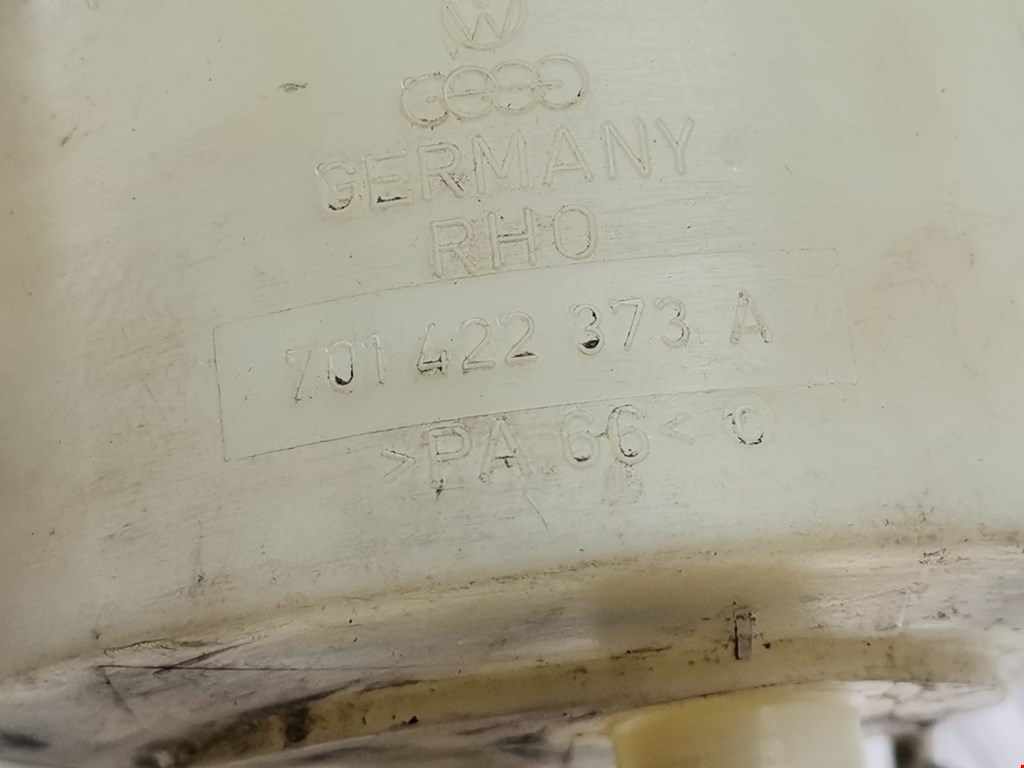 GERMANY
RHO
701 422 373 A
>PA 66< C